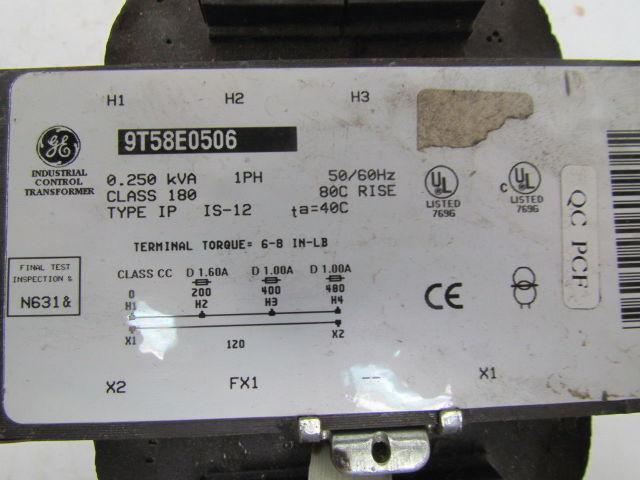 H1 H2 H3
GE
9T58E0506
INDUSTRIAL
CONTROL
TRANSFORMER
0.250 kVA 1PH 50/60Hz
CLASS 180 80C RISE
TYPE IP IS-12 ta=40C
UL
LISTED
7696
C UL
LISTED
7696
QC PCF
TERMINAL TORQUE= 6-8 IN-LB
FINAL TEST
INSPECTION &
N631&
CLASS CC D 1.60A D 1.00A D 1.00A
0 200 400 480
H1 H2 H3 H4
X1 120 X2
CE
X2 FX1 -- X1